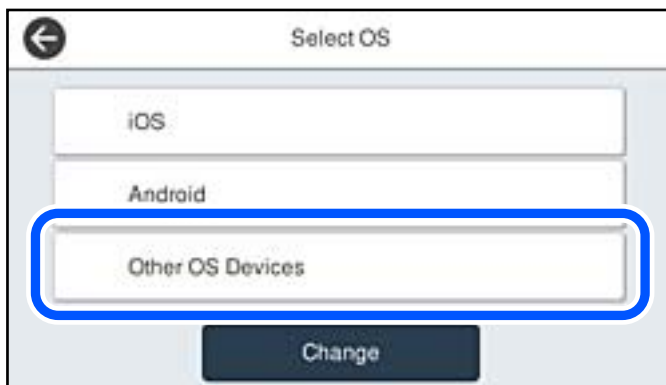 Select OS
iOS
Android
Other OS Devices
Change